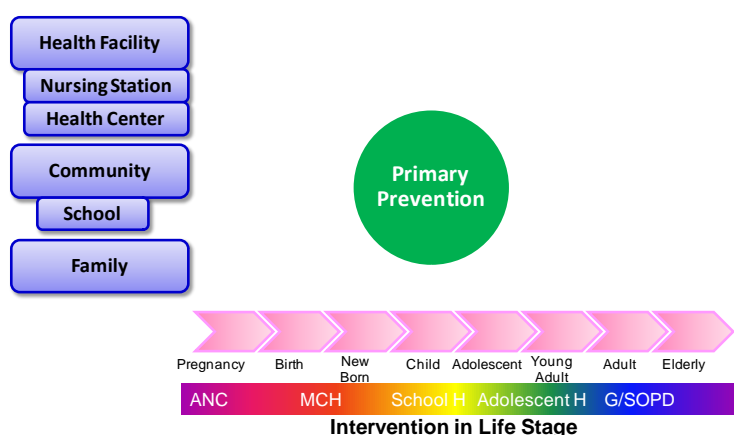 Health Facility
Nursing Station
Health Center
Community
School
Family
Primary
Prevention
Pregnancy Birth New Born Child Adolescent Young Adult Adult Elderly
ANC MCH School H Adolescent H G/SOPD
Intervention in Life Stage